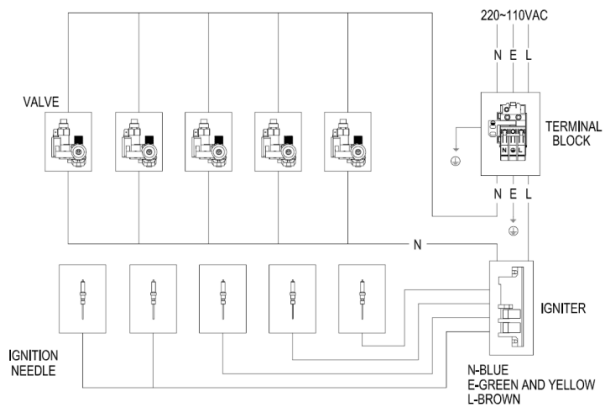 220~110VAC
N E L
VALVE
TERMINAL
BLOCK
N L
N E L
N
IGNITER
IGNITION
NEEDLE
N-BLUE
E-GREEN AND YELLOW
L-BROWN